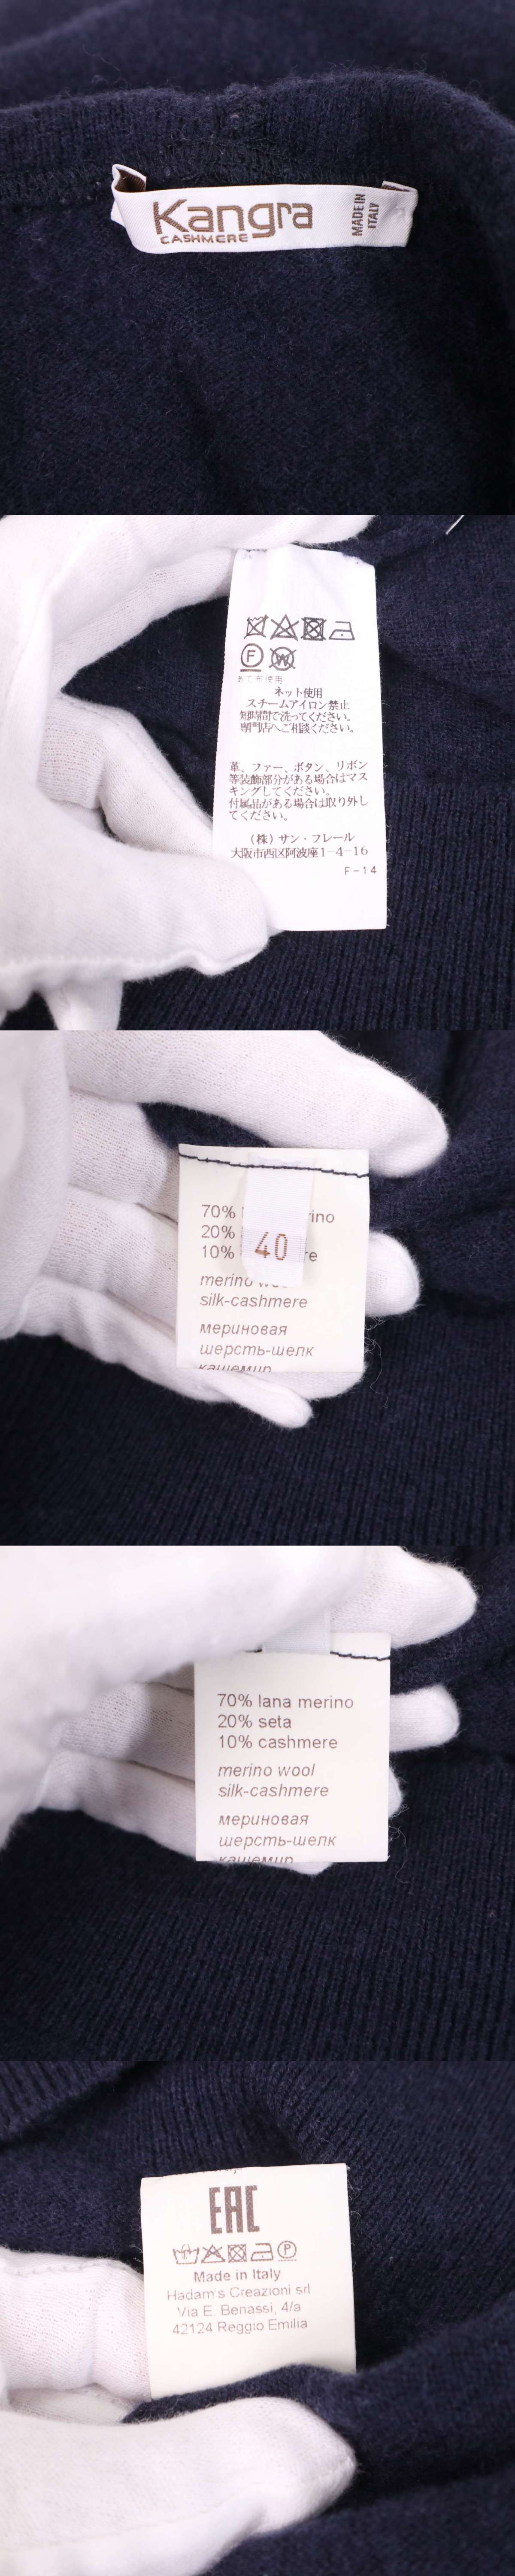 Kangra
CASHMERE
MADE IN
ITALY
F
W
あて布使用
ネット使用
スチームアイロン禁止
短時間で洗ってください。
専門店へご相談ください。
革、ファー、ボタン、リボン
等装飾部分がある場合はマス
キングしてください。
付属品がある場合は取り外し
てください。
（株）サン・フレール
大阪市西区阿波座1-4-16
F-14
70%
20%
10%
40
merino
silk-cashmere
мериновая
шерсть-шелк
кашемир
70% lana merino
20% seta
10% cashmere
merino wool
silk-cashmere
мериновая
шерсть-шелк
кашемир
EAC
P
Made in Italy
Hadam's Creazioni srl
Via E. Benassi, 4/a
42124 Reggio Emilia